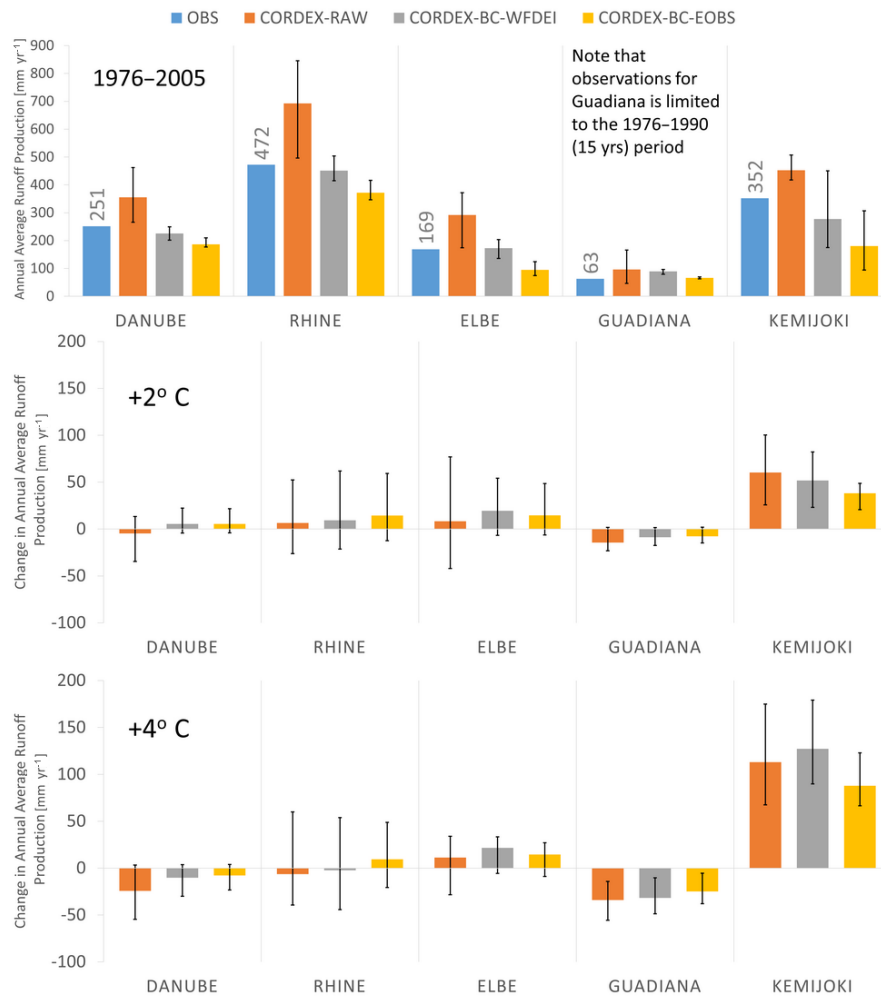 OBS CORDEX-RAW CORDEX-BC-WFDEI CORDEX-BC-EOBS
Annual Average Runoff Production [mm yr⁻¹]
900
800
700
600
500
400
300
200
100
0
1976–2005
Note that
observations for
Guadiana is limited
to the 1976–1990
(15 yrs) period
251
472
169
63
352
DANUBE RHINE ELBE GUADIANA KEMIJOKI
Change in Annual Average Runoff
Production [mm yr⁻¹]
200
150
100
50
0
-50
-100
+2° C
DANUBE RHINE ELBE GUADIANA KEMIJOKI
Change in Annual Average Runoff
Production [mm yr⁻¹]
200
150
100
50
0
-50
-100
+4° C
DANUBE RHINE ELBE GUADIANA KEMIJOKI